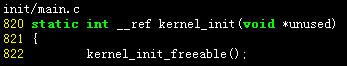 init/main.c
820 static int __ref kernel_init(void *unused)
821 {
822         kernel_init_freeable();